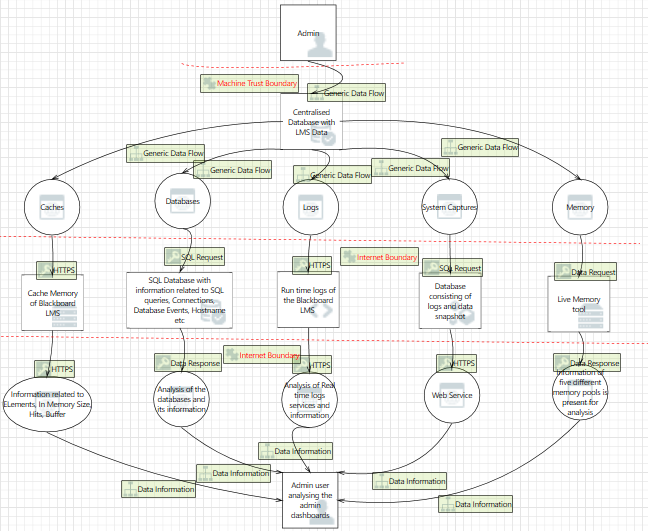 Admin
Machine Trust Boundary
Generic Data Flow
Centralised
Database with
LMS Data
Generic Data Flow
Generic Data Flow
Generic Data Flow
Generic Data Flow
Generic Data Flow
Caches
Databases
Logs
System Captures
Memory
HTTPS
SQL Request
HTTPS
Internet Boundary
SQL Request
Data Request
Cache Memory
of Blackboard
LMS
SQL Database with
information related to SQL
queries, Connections,
Database Events, Hostname
etc
Run time logs of
the Blackboard
LMS
Database
consisting of
logs and data
snapshot
Live Memory
tool
HTTPS
Data Response
Internet Boundary
HTTPS
HTTPS
Data Response
Information related to
ELements, In Memory Size,
Hits, Buffer
Analysis of the
databases and
its information
Analysis of Real
time logs
services and
information
Web Service
Information of
five different
memory pools is
present for
analysis
Data Information
Data Information
Data Information
Data Information
Data Information
Admin user
analysing the
admin
dashboards